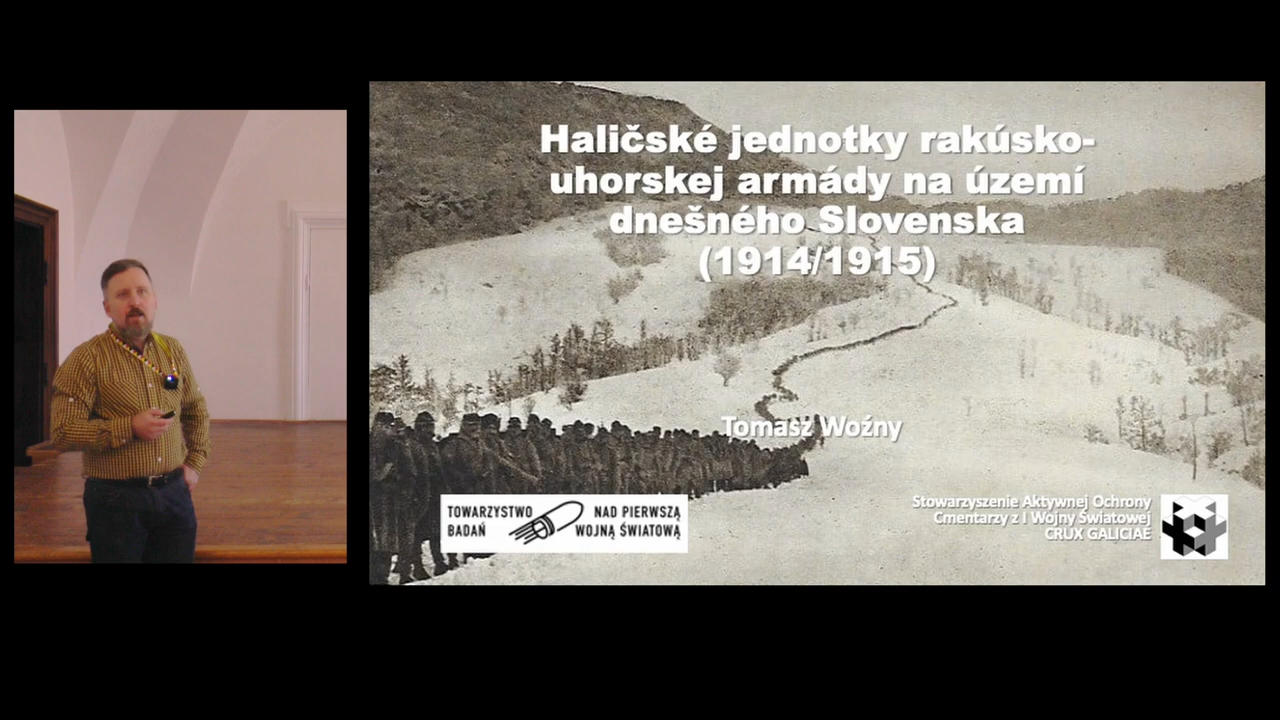 Haličské jednotky rakúsko-
uhorskej armády na území
dnešného Slovenska
(1914/1915)
Tomasz Woźny
TOWARZYSTWO NAD PIERWSZĄ
BADAŃ WOJNĄ ŚWIATOWĄ
Stowarzyszenie Aktywnej Ochrony
Cmentarzy z I Wojny Światowej
CRUX GALICIAE